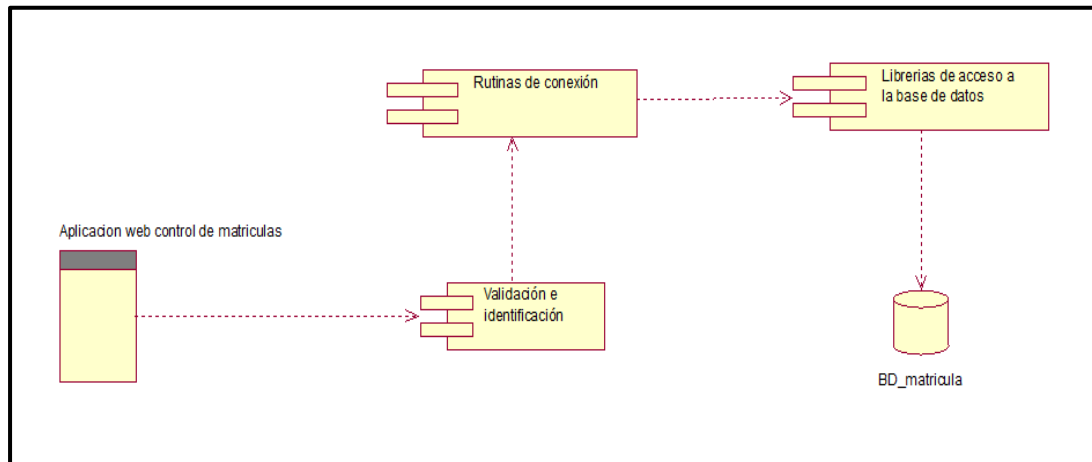 Rutinas de conexión
Librerias de acceso a
la base de datos
Aplicacion web control de matriculas
Validación e
identificación
BD_matricula